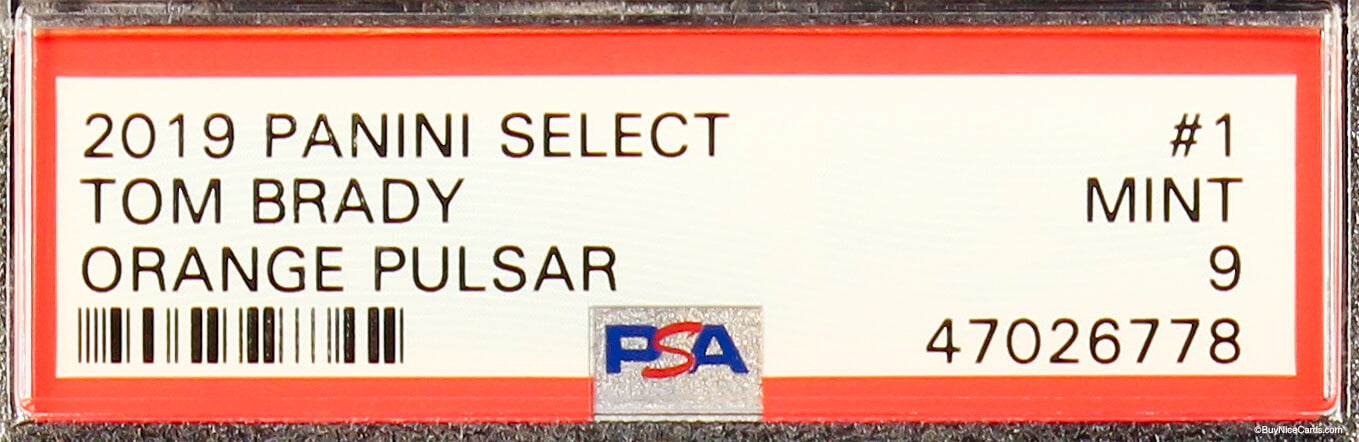 2019 PANINI SELECT #1
TOM BRADY MINT
ORANGE PULSAR 9
PSA 47026778
©BuyNiceCards.com